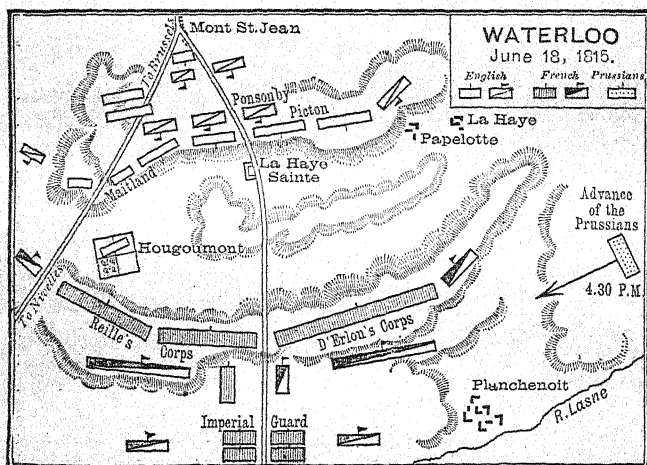 Mont St. Jean
WATERLOO
June 18, 1815.
English French Prussians
To Brussels
Ponsonby
Picton
La Haye
Papelotte
La Haye
Sainte
Maitland
Hougoumont
Advance
of the
Prussians
4.30 P.M.
To Nivelles
Reille's
Corps
D'Erlon's Corps
Planchenoit
R. Lasne
Imperial Guard